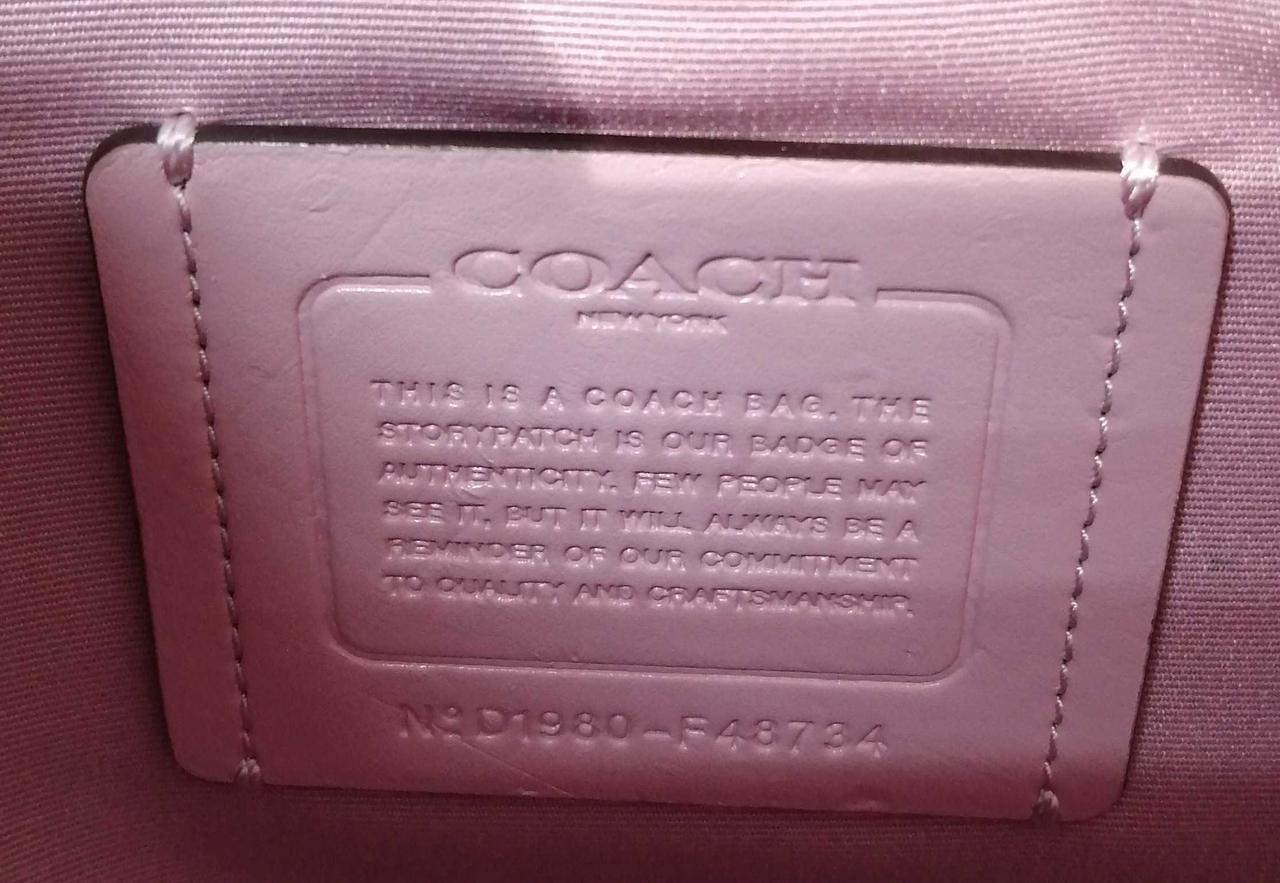 COACH
NEW YORK
THIS IS A COACH BAG. THE
STORYPATCH IS OUR BADGE OF
AUTHENTICITY. FEW PEOPLE MAY
SEE IT, BUT IT WILL ALWAYS BE A
REMINDER OF OUR COMMITMENT
TO QUALITY AND CRAFTSMANSHIP.
Nº D1980-F48734